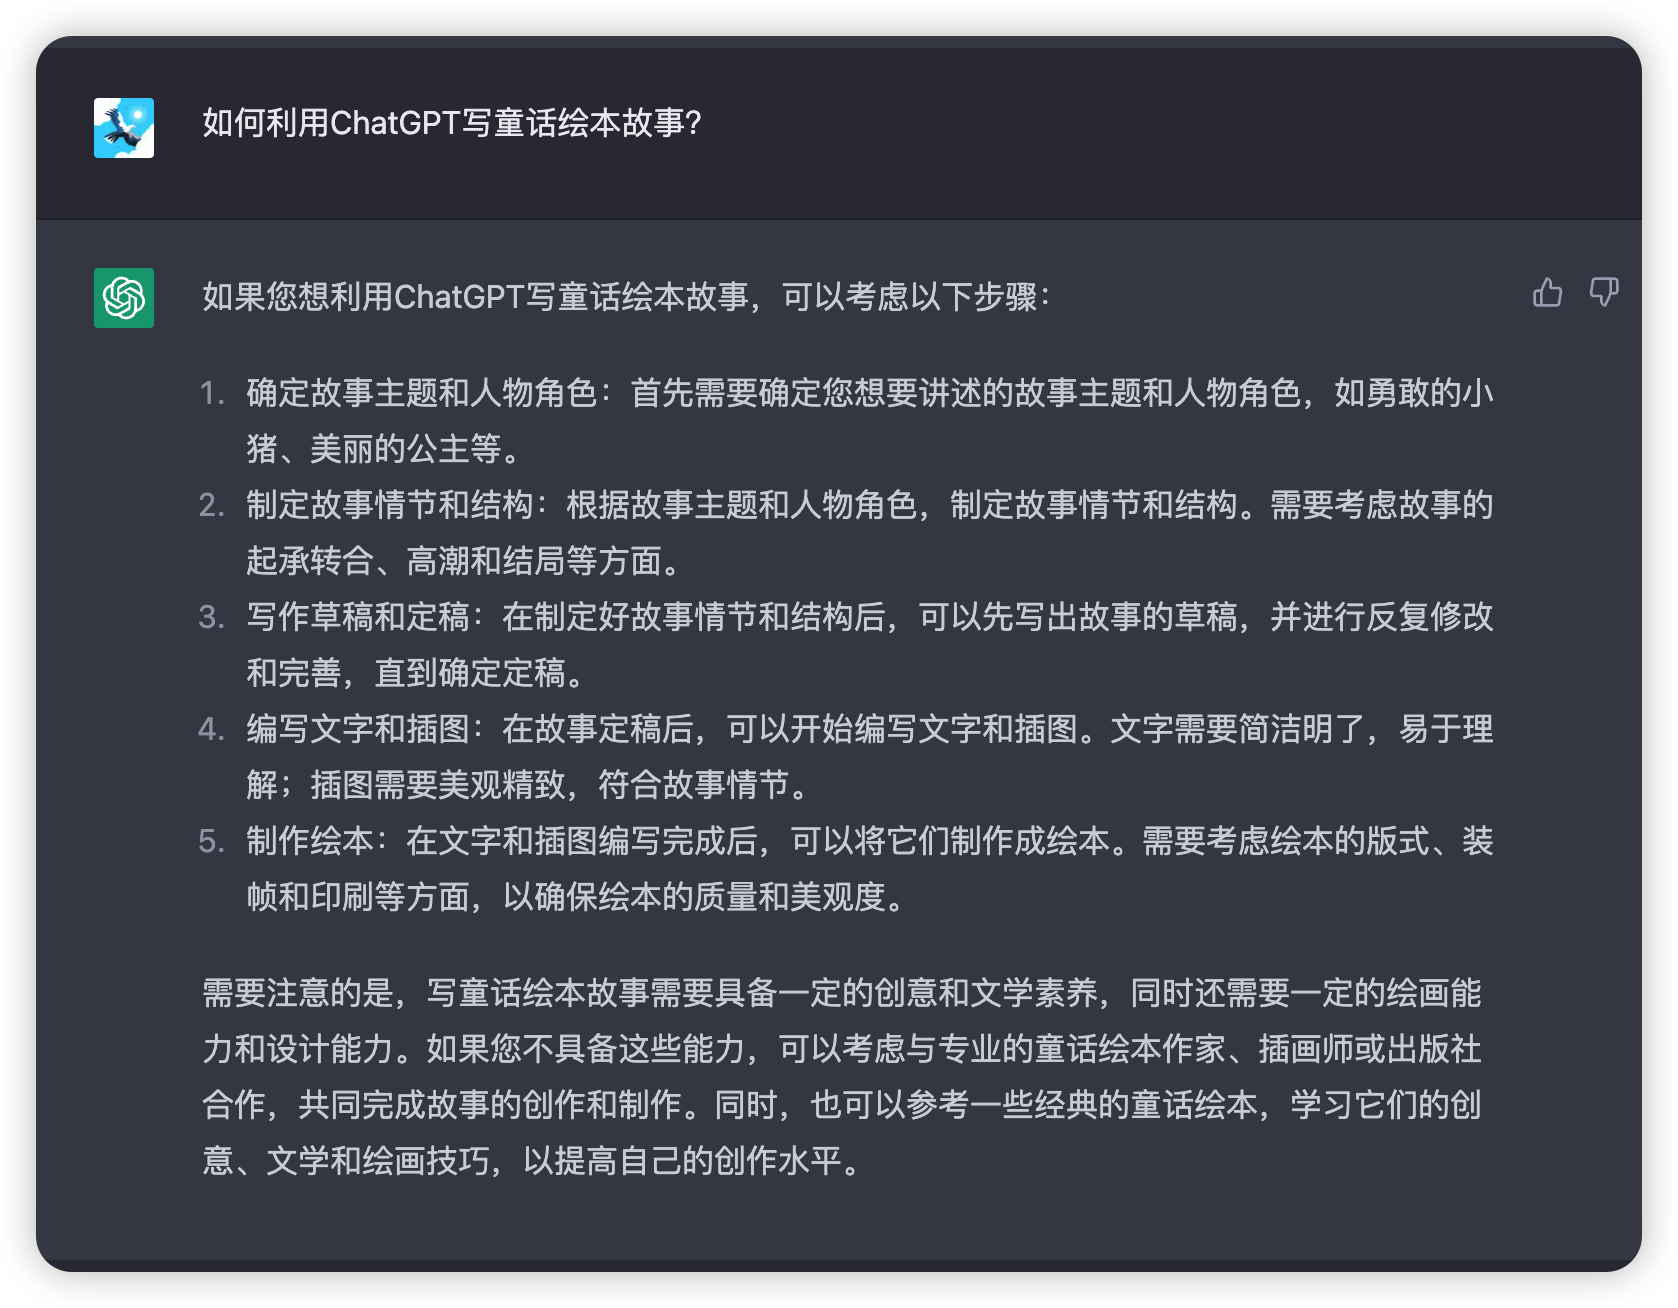 如何利用ChatGPT写童话绘本故事?
如果您想利用ChatGPT写童话绘本故事，可以考虑以下步骤：
1. 确定故事主题和人物角色：首先需要确定您想要讲述的故事主题和人物角色，如勇敢的小
猪、美丽的公主等。
2. 制定故事情节和结构：根据故事主题和人物角色，制定故事情节和结构。需要考虑故事的
起承转合、高潮和结局等方面。
3. 写作草稿和定稿：在制定好故事情节和结构后，可以先写出故事的草稿，并进行反复修改
和完善，直到确定定稿。
4. 编写文字和插图：在故事定稿后，可以开始编写文字和插图。文字需要简洁明了，易于理
解；插图需要美观精致，符合故事情节。
5. 制作绘本：在文字和插图编写完成后，可以将它们制作成绘本。需要考虑绘本的版式、装
帧和印刷等方面，以确保绘本的质量和美观度。
需要注意的是，写童话绘本故事需要具备一定的创意和文学素养，同时还需要一定的绘画能
力和设计能力。如果您不具备这些能力，可以考虑与专业的童话绘本作家、插画师或出版社
合作，共同完成故事的创作和制作。同时，也可以参考一些经典的童话绘本，学习它们的创
意、文学和绘画技巧，以提高自己的创作水平。